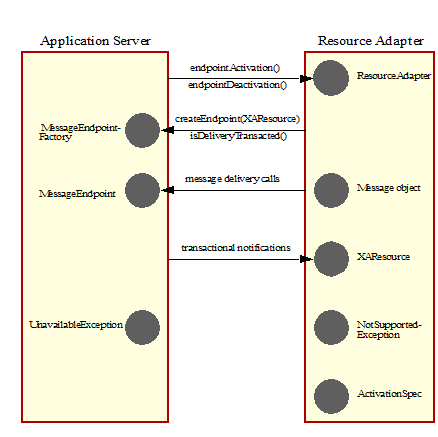 Application Server
Resource Adapter
endpointActivation()
endpointDeactivation()
ResourceAdapter
createEndpoint(XAResource)
isDeliveryTransacted()
MessageEndpoint-
Factory
message delivery calls
MessageEndpoint
Message object
transactional notifications
XAResource
UnavailableException
NotSupported-
Exception
ActivationSpec